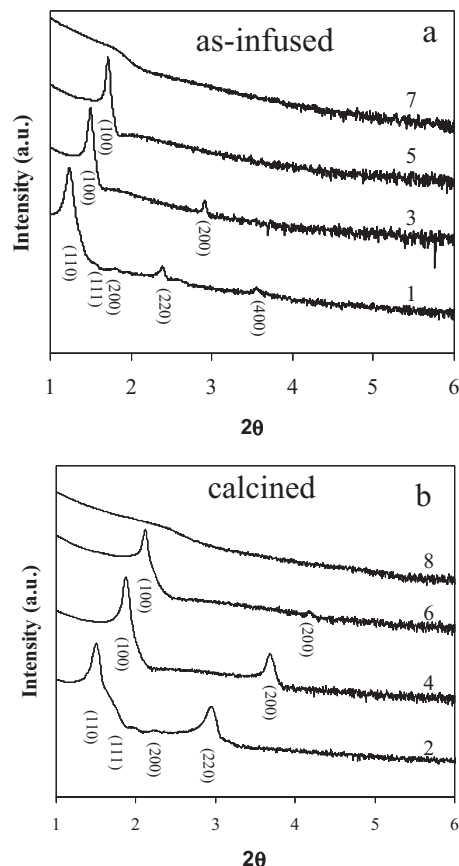 as-infused
a
7
(100)
5
(100)
(200)
3
(110)
(111)
(200)
(220)
(400)
1
Intensity (a.u.)
1 2 3 4 5 6
2θ
calcined
b
8
(100)
6
(200)
(100)
4
(200)
(110)
(111)
(200)
(220)
2
Intensity (a.u.)
1 2 3 4 5 6
2θ